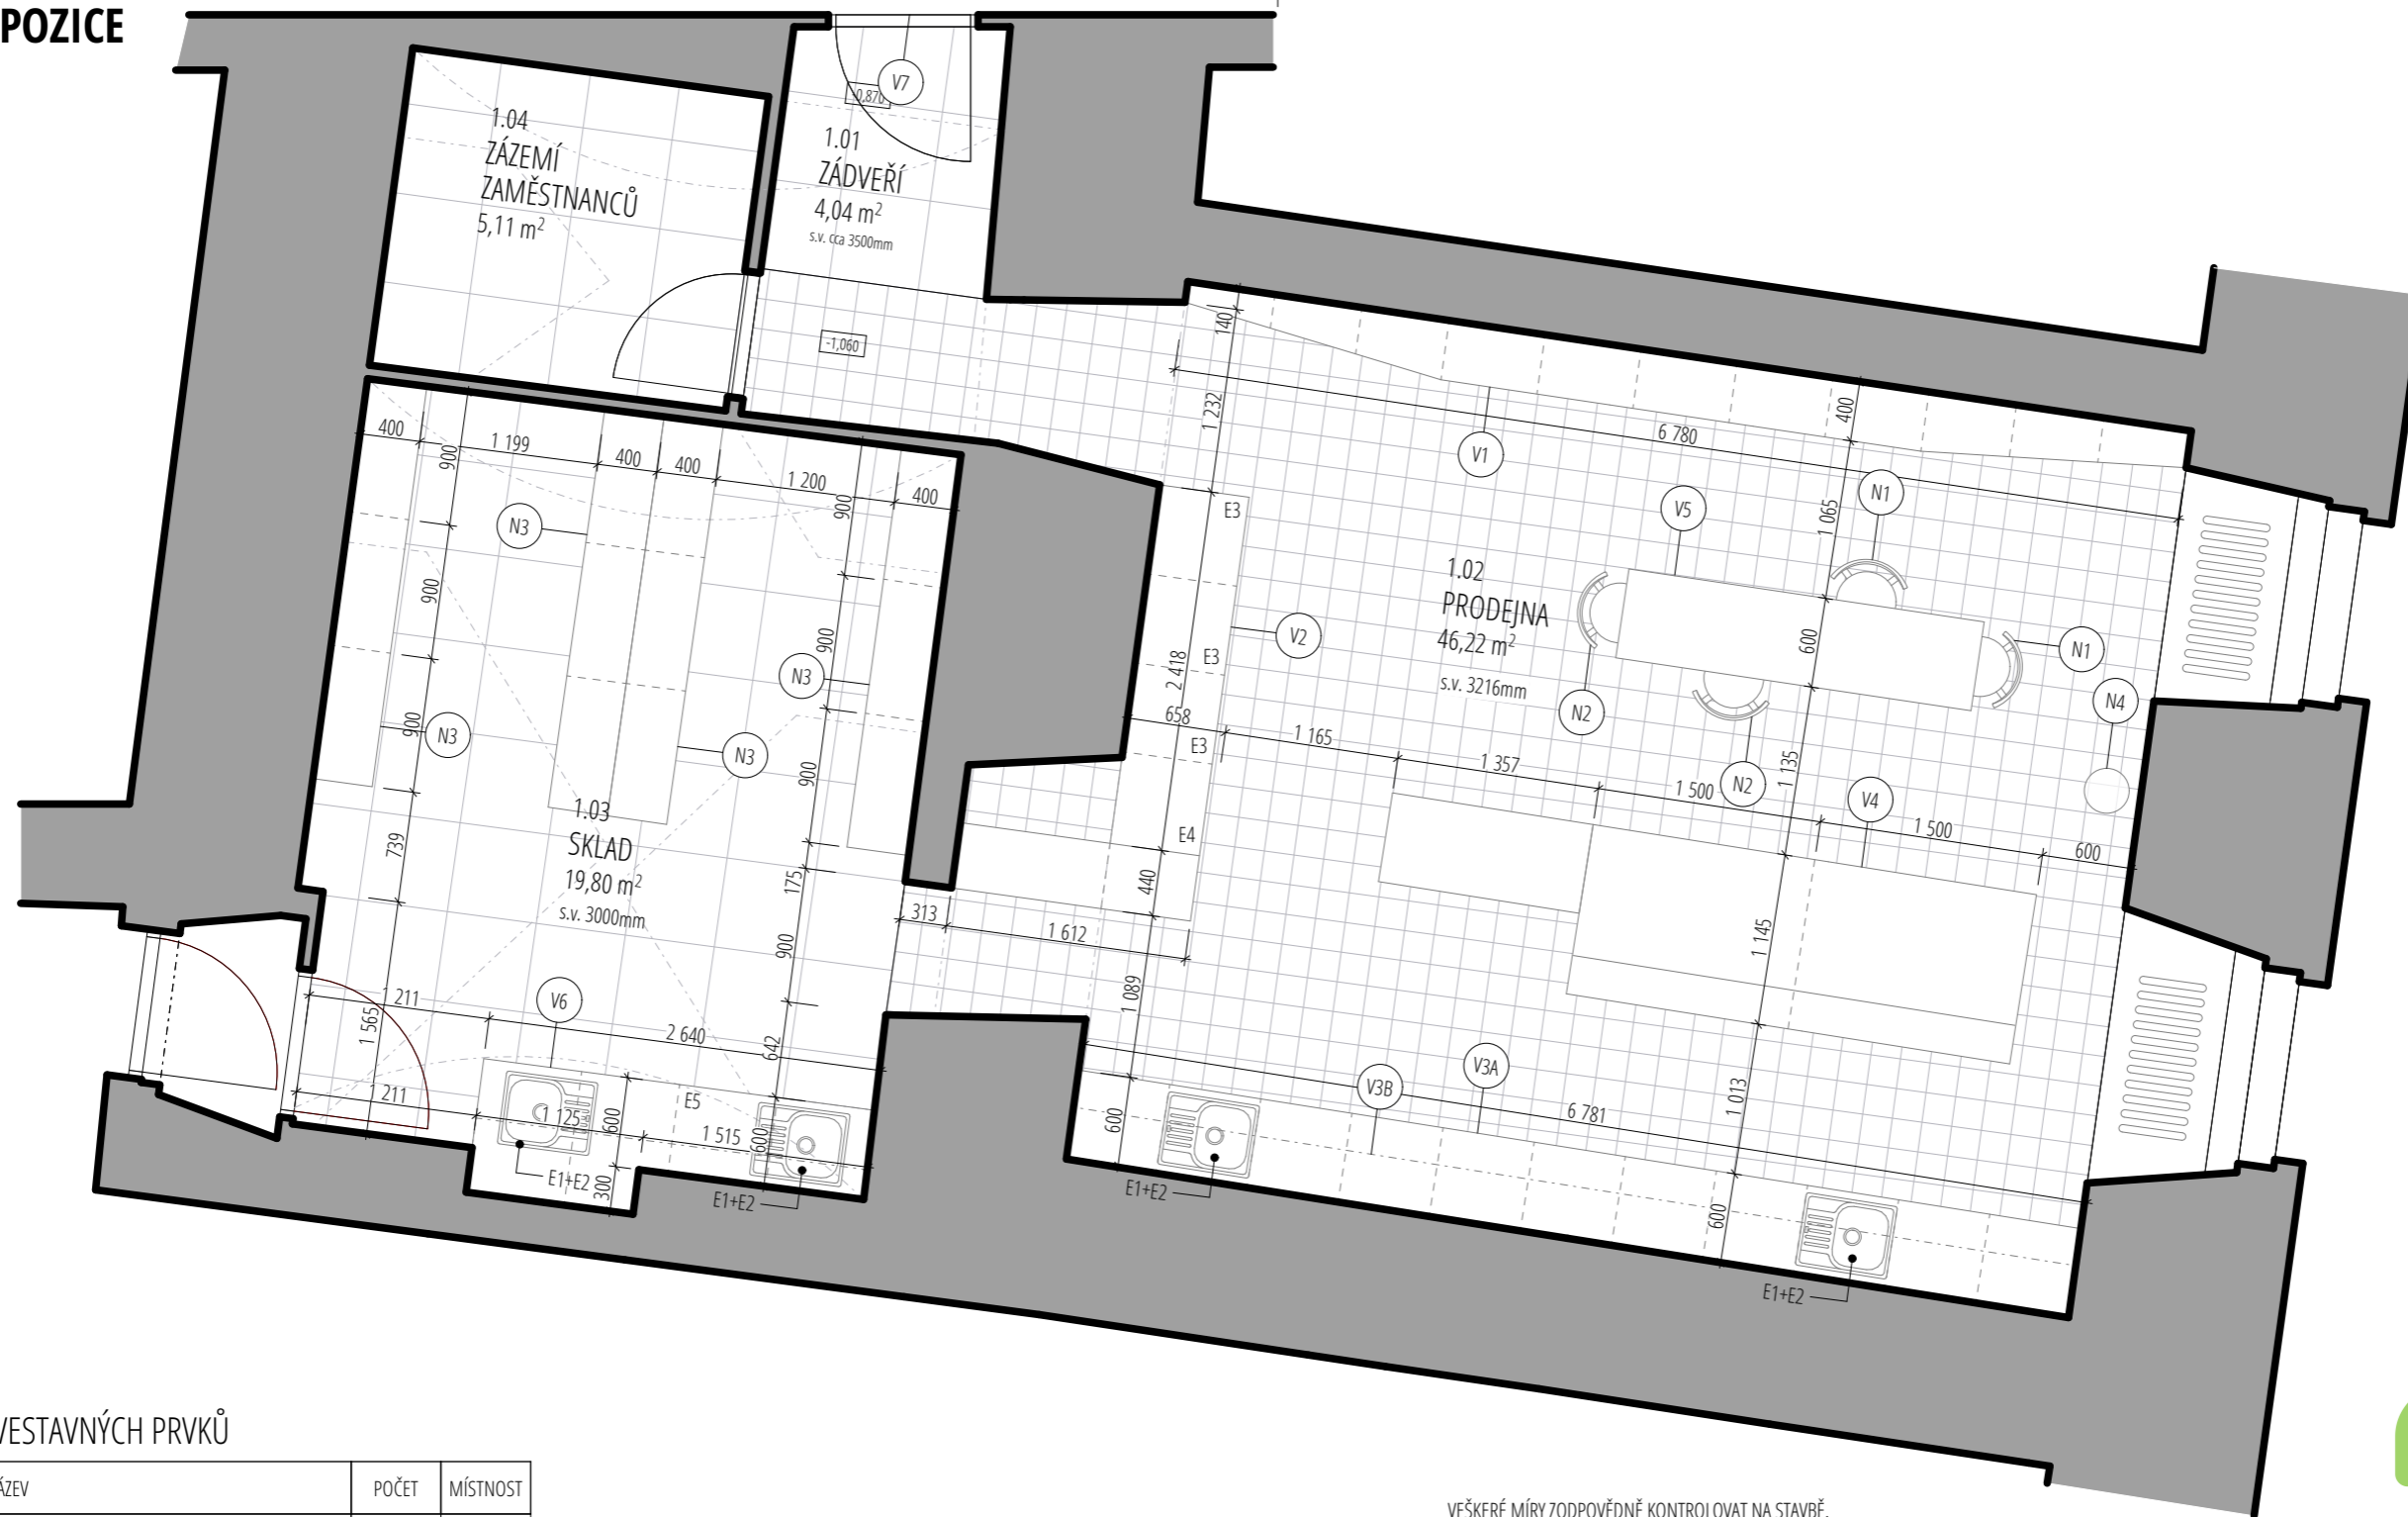 POZICE
V7
-0,870
1.04
ZÁZEMÍ
ZAMĚSTNANCŮ
5,11 m²
1.01
ZÁDVEŘÍ
4,04 m²
s.v. cca 3500mm
-1,060
140
1 232
400
6 780
V1
N1
V5
1 065
400
1 199
400
400
1 200
400
900
900
N3
E3
1.02
PRODEJNA
46,22 m²
s.v. 3216mm
900
900
V2
600
N1
N3
E3
2 418
N2
N4
900
N3
N3
658
E3
1 165
1 357
1 500
N2
1 135
V4
1 500
600
900
1.03
SKLAD
19,80 m²
s.v. 3000mm
739
175
E4
440
313
1 612
900
1 145
1 211
V6
1 565
2 640
642
1 089
V3A
V3B
1 013
6 781
1 211
1 125
600
E5
1 515
600
600
E1+E2
300
E1+E2
E1+E2
600
E1+E2
VESTAVNÝCH PRVKŮ
ÁZEV
POČET
MÍSTNOST
VEŠKERÉ MÍRY ZODPOVĚDNĚ KONTROLOVAT NA STAVBĚ.